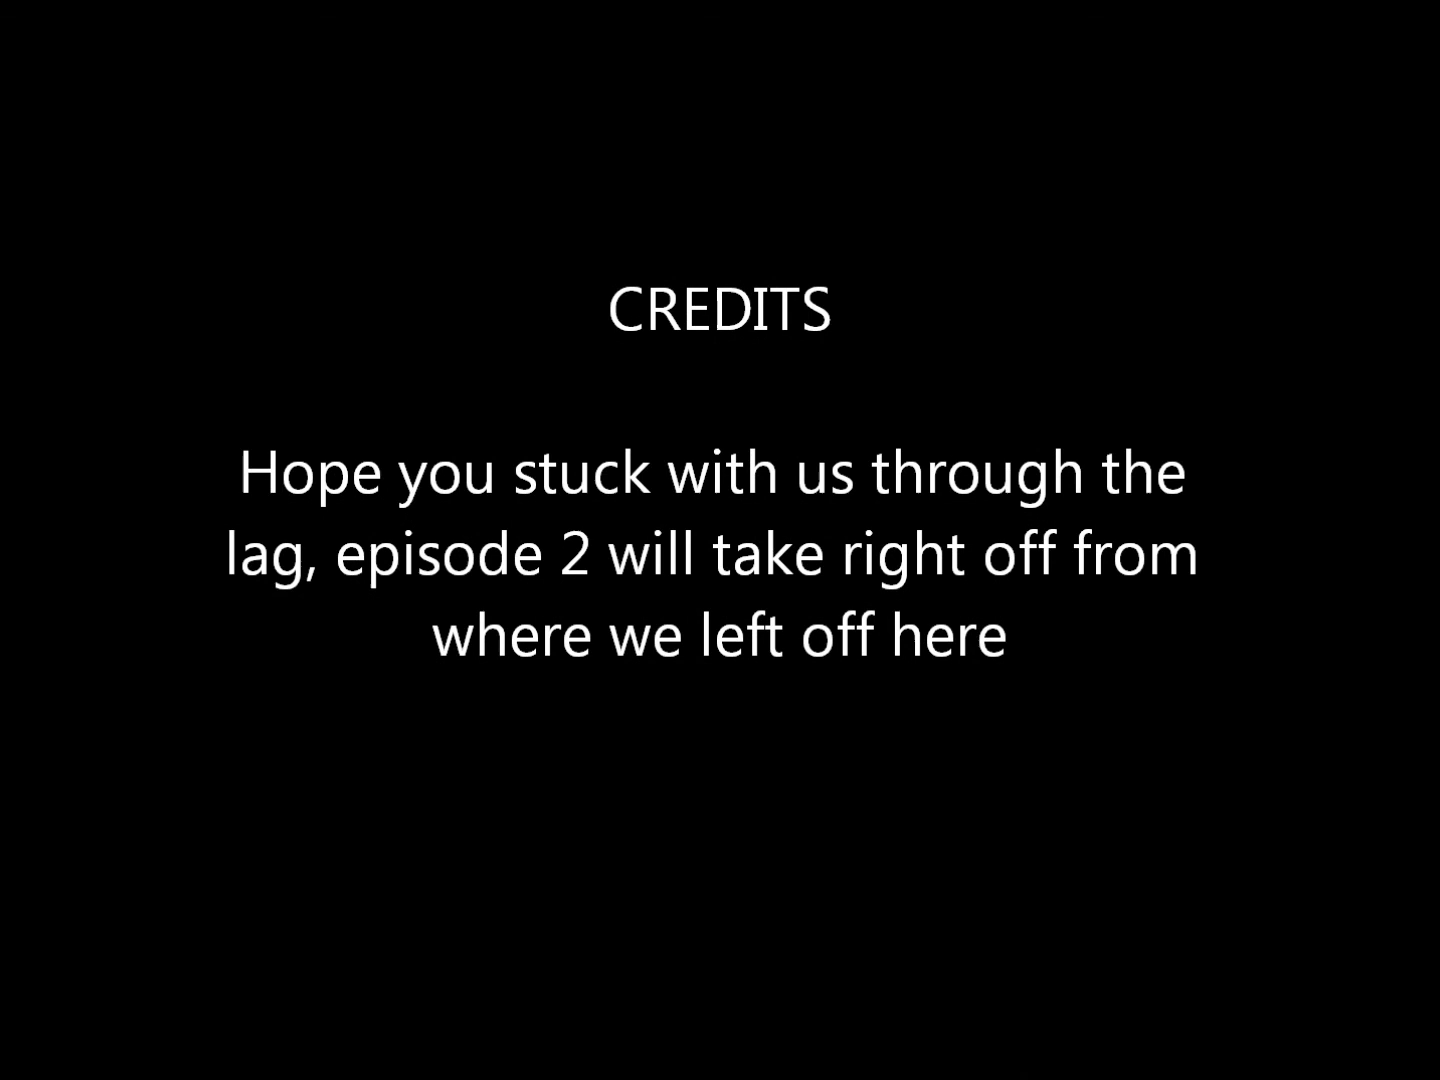 CREDITS
Hope you stuck with us through the
lag, episode 2 will take right off from
where we left off here